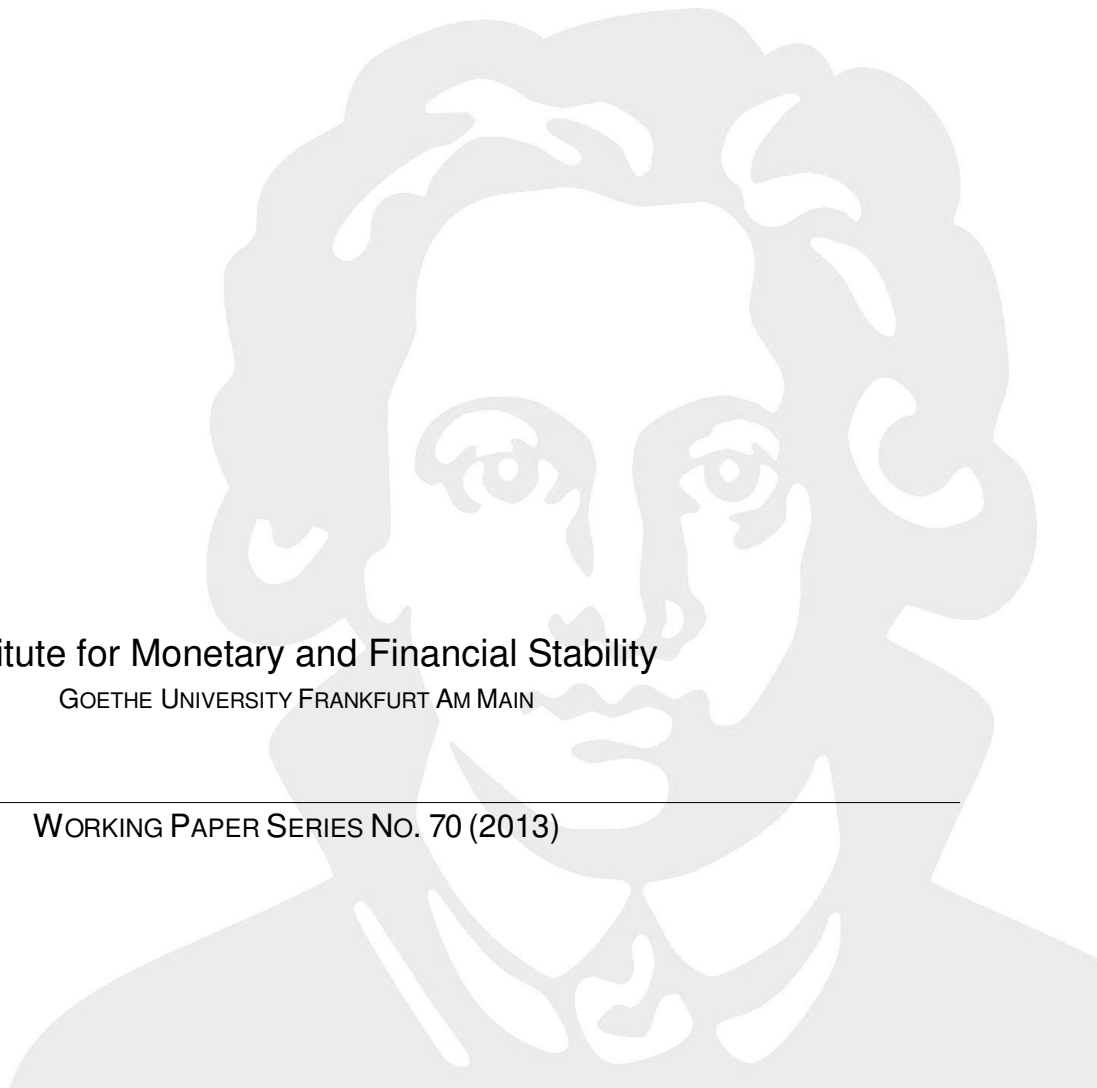 itute for Monetary and Financial Stability
GOETHE UNIVERSITY FRANKFURT AM MAIN
WORKING PAPER SERIES NO. 70 (2013)